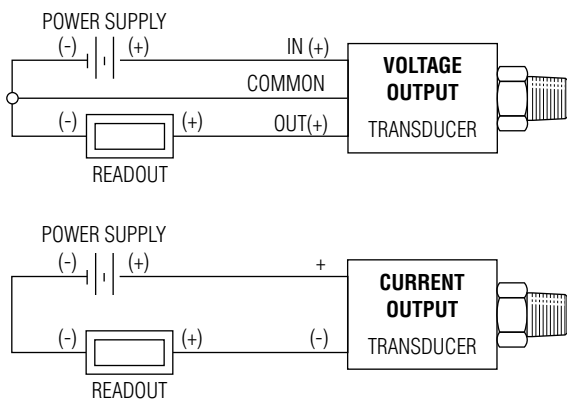 POWER SUPPLY
(-) (+) IN (+)
COMMON
(-) (+) OUT(+)
READOUT
VOLTAGE
OUTPUT
TRANSDUCER
POWER SUPPLY
(-) (+) +
(-) (+) (-)
READOUT
CURRENT
OUTPUT
TRANSDUCER